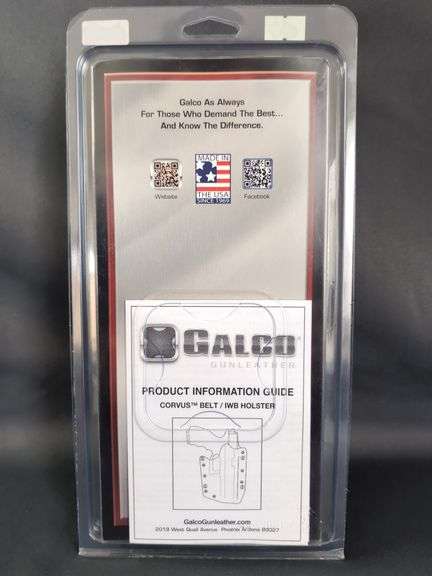 Galco As Always
For Those Who Demand The Best...
And Know The Difference.
MADE IN
THE USA
SINCE 1969
Website
Facebook
GALCO
GUNLEATHER
PRODUCT INFORMATION GUIDE
CORVUS™ BELT / IWB HOLSTER
GalcoGunleather.com
2019 West Quail Avenue · Phoenix Arizona 85027